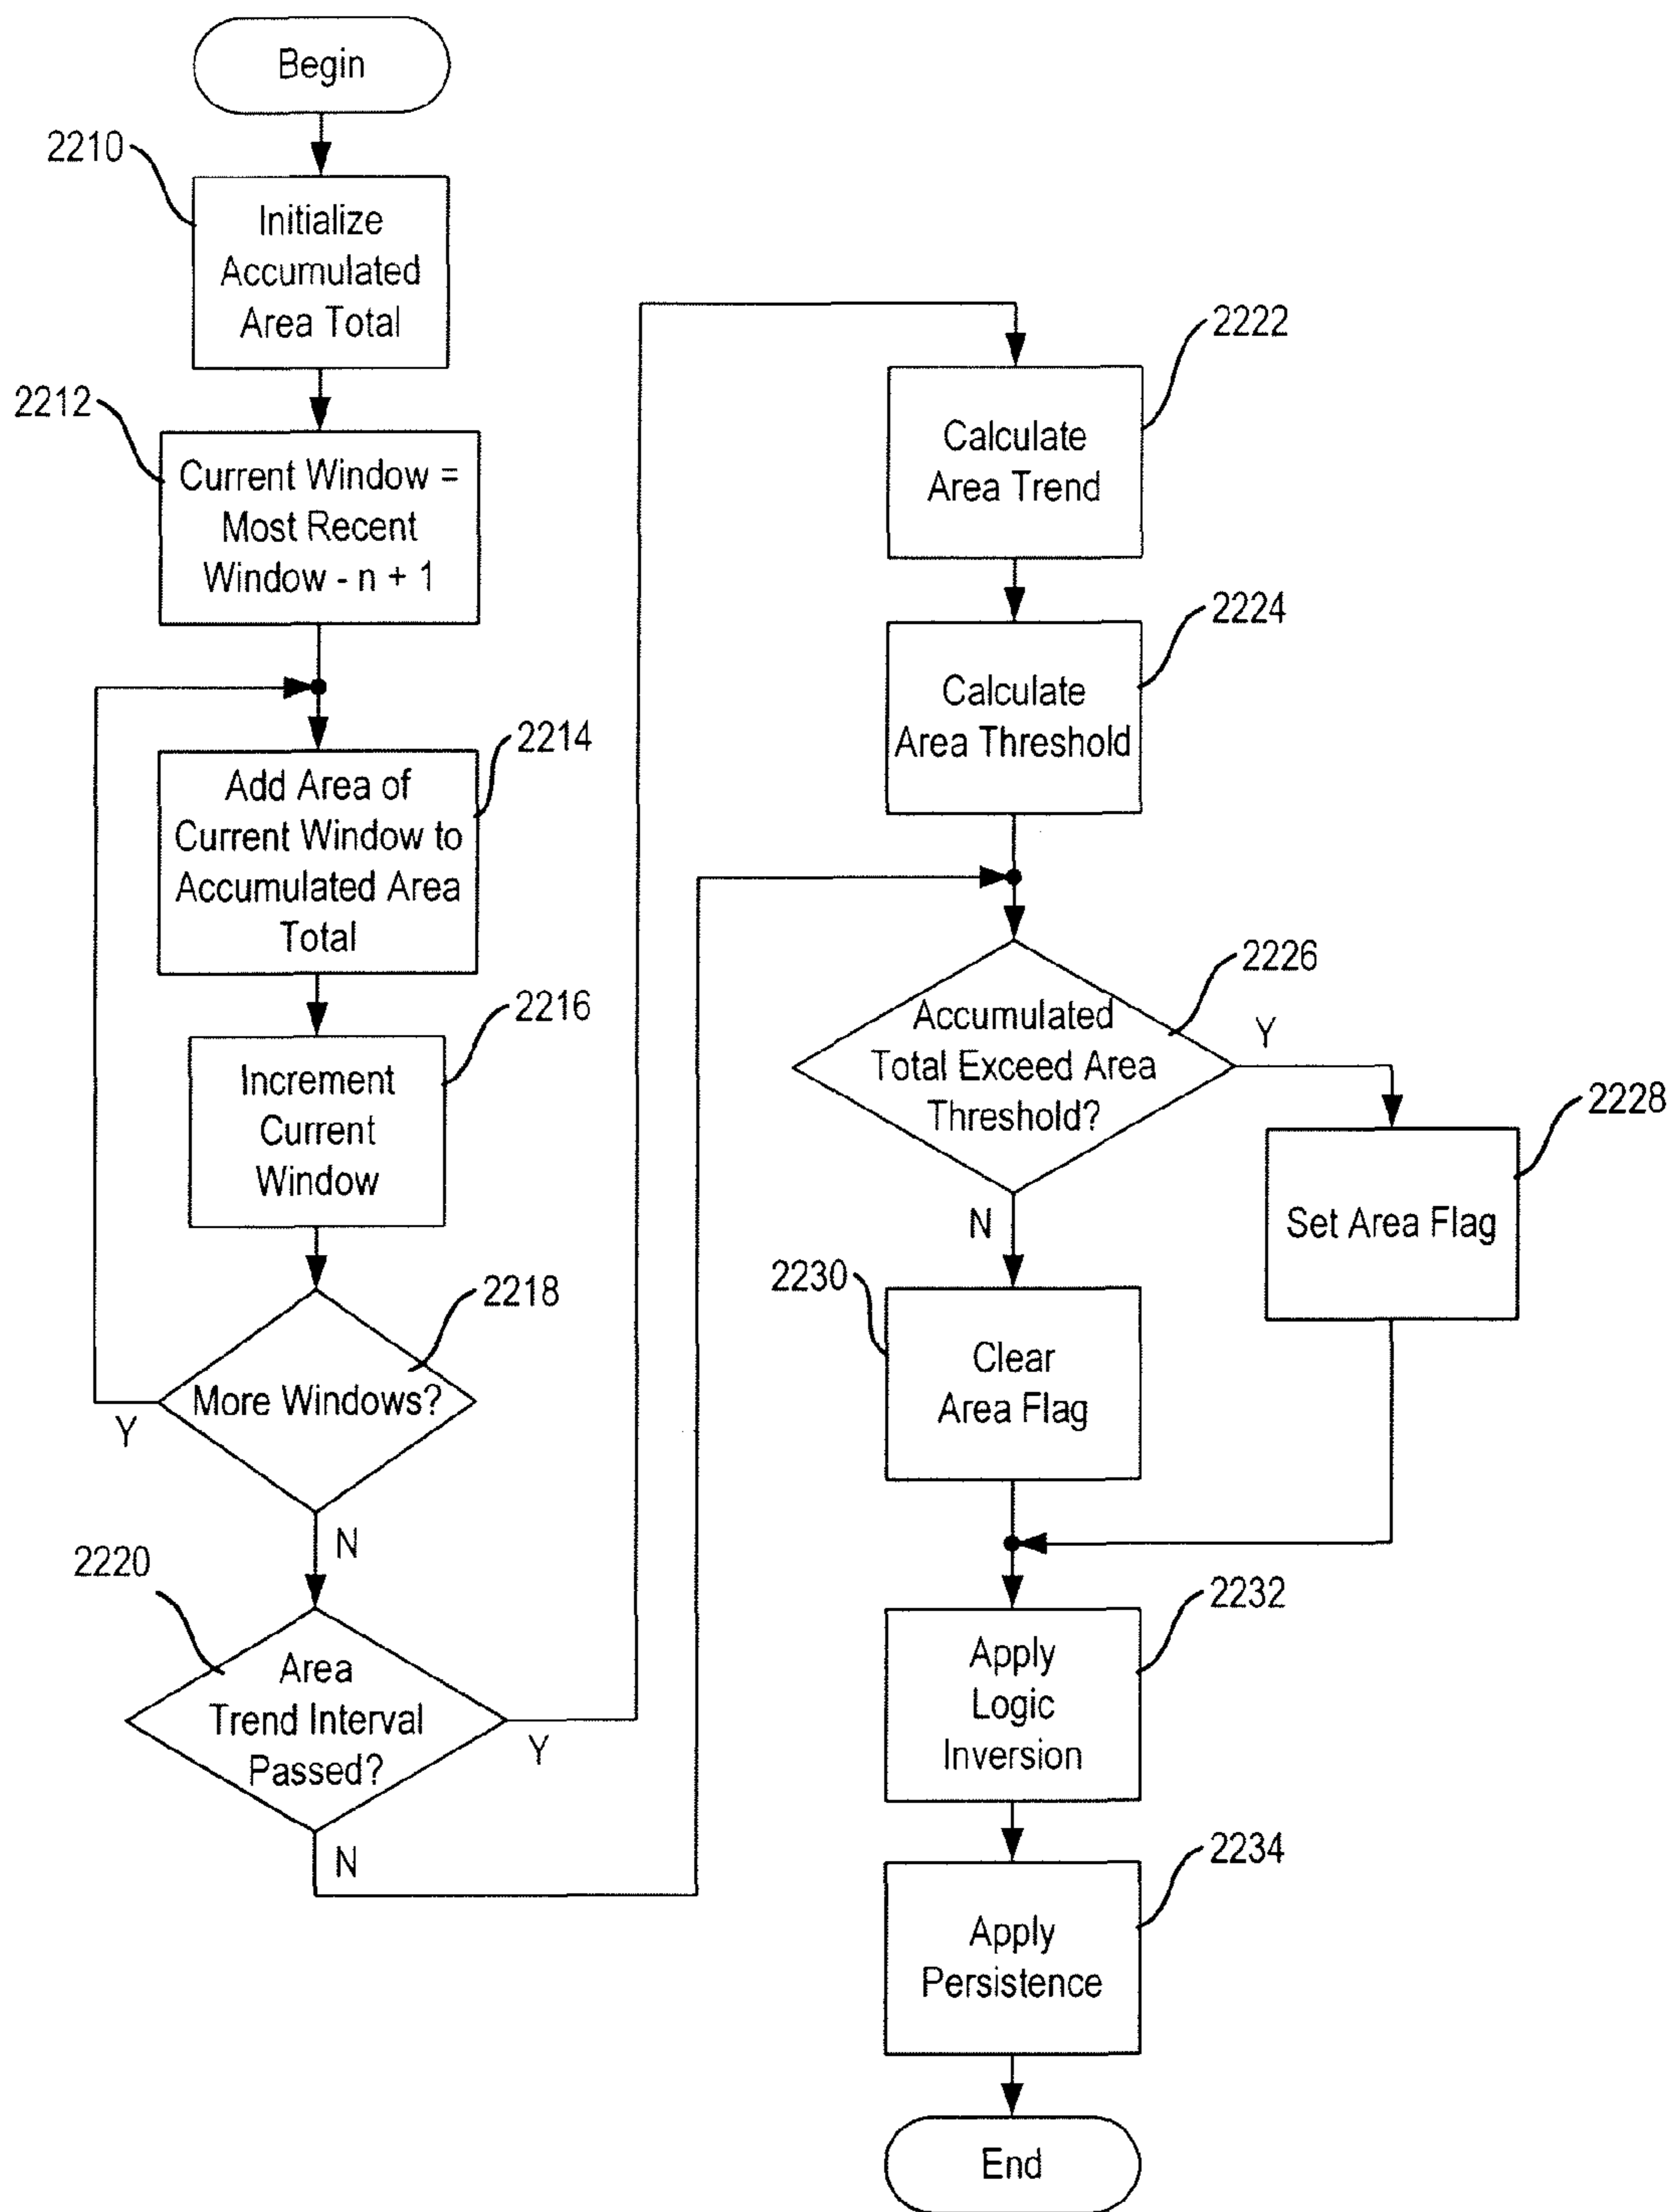 Begin
2210
Initialize
Accumulated
Area Total
2212
Current Window =
Most Recent
Window - n + 1
2214
Add Area of
Current Window to
Accumulated Area
Total
2216
Increment
Current
Window
2218
More Windows?
Y
N
2220
Area
Trend Interval
Passed?
Y
N
2222
Calculate
Area Trend
2224
Calculate
Area Threshold
2226
Accumulated
Total Exceed Area
Threshold?
Y
N
2228
Set Area Flag
2230
Clear
Area Flag
2232
Apply
Logic
Inversion
2234
Apply
Persistence
End